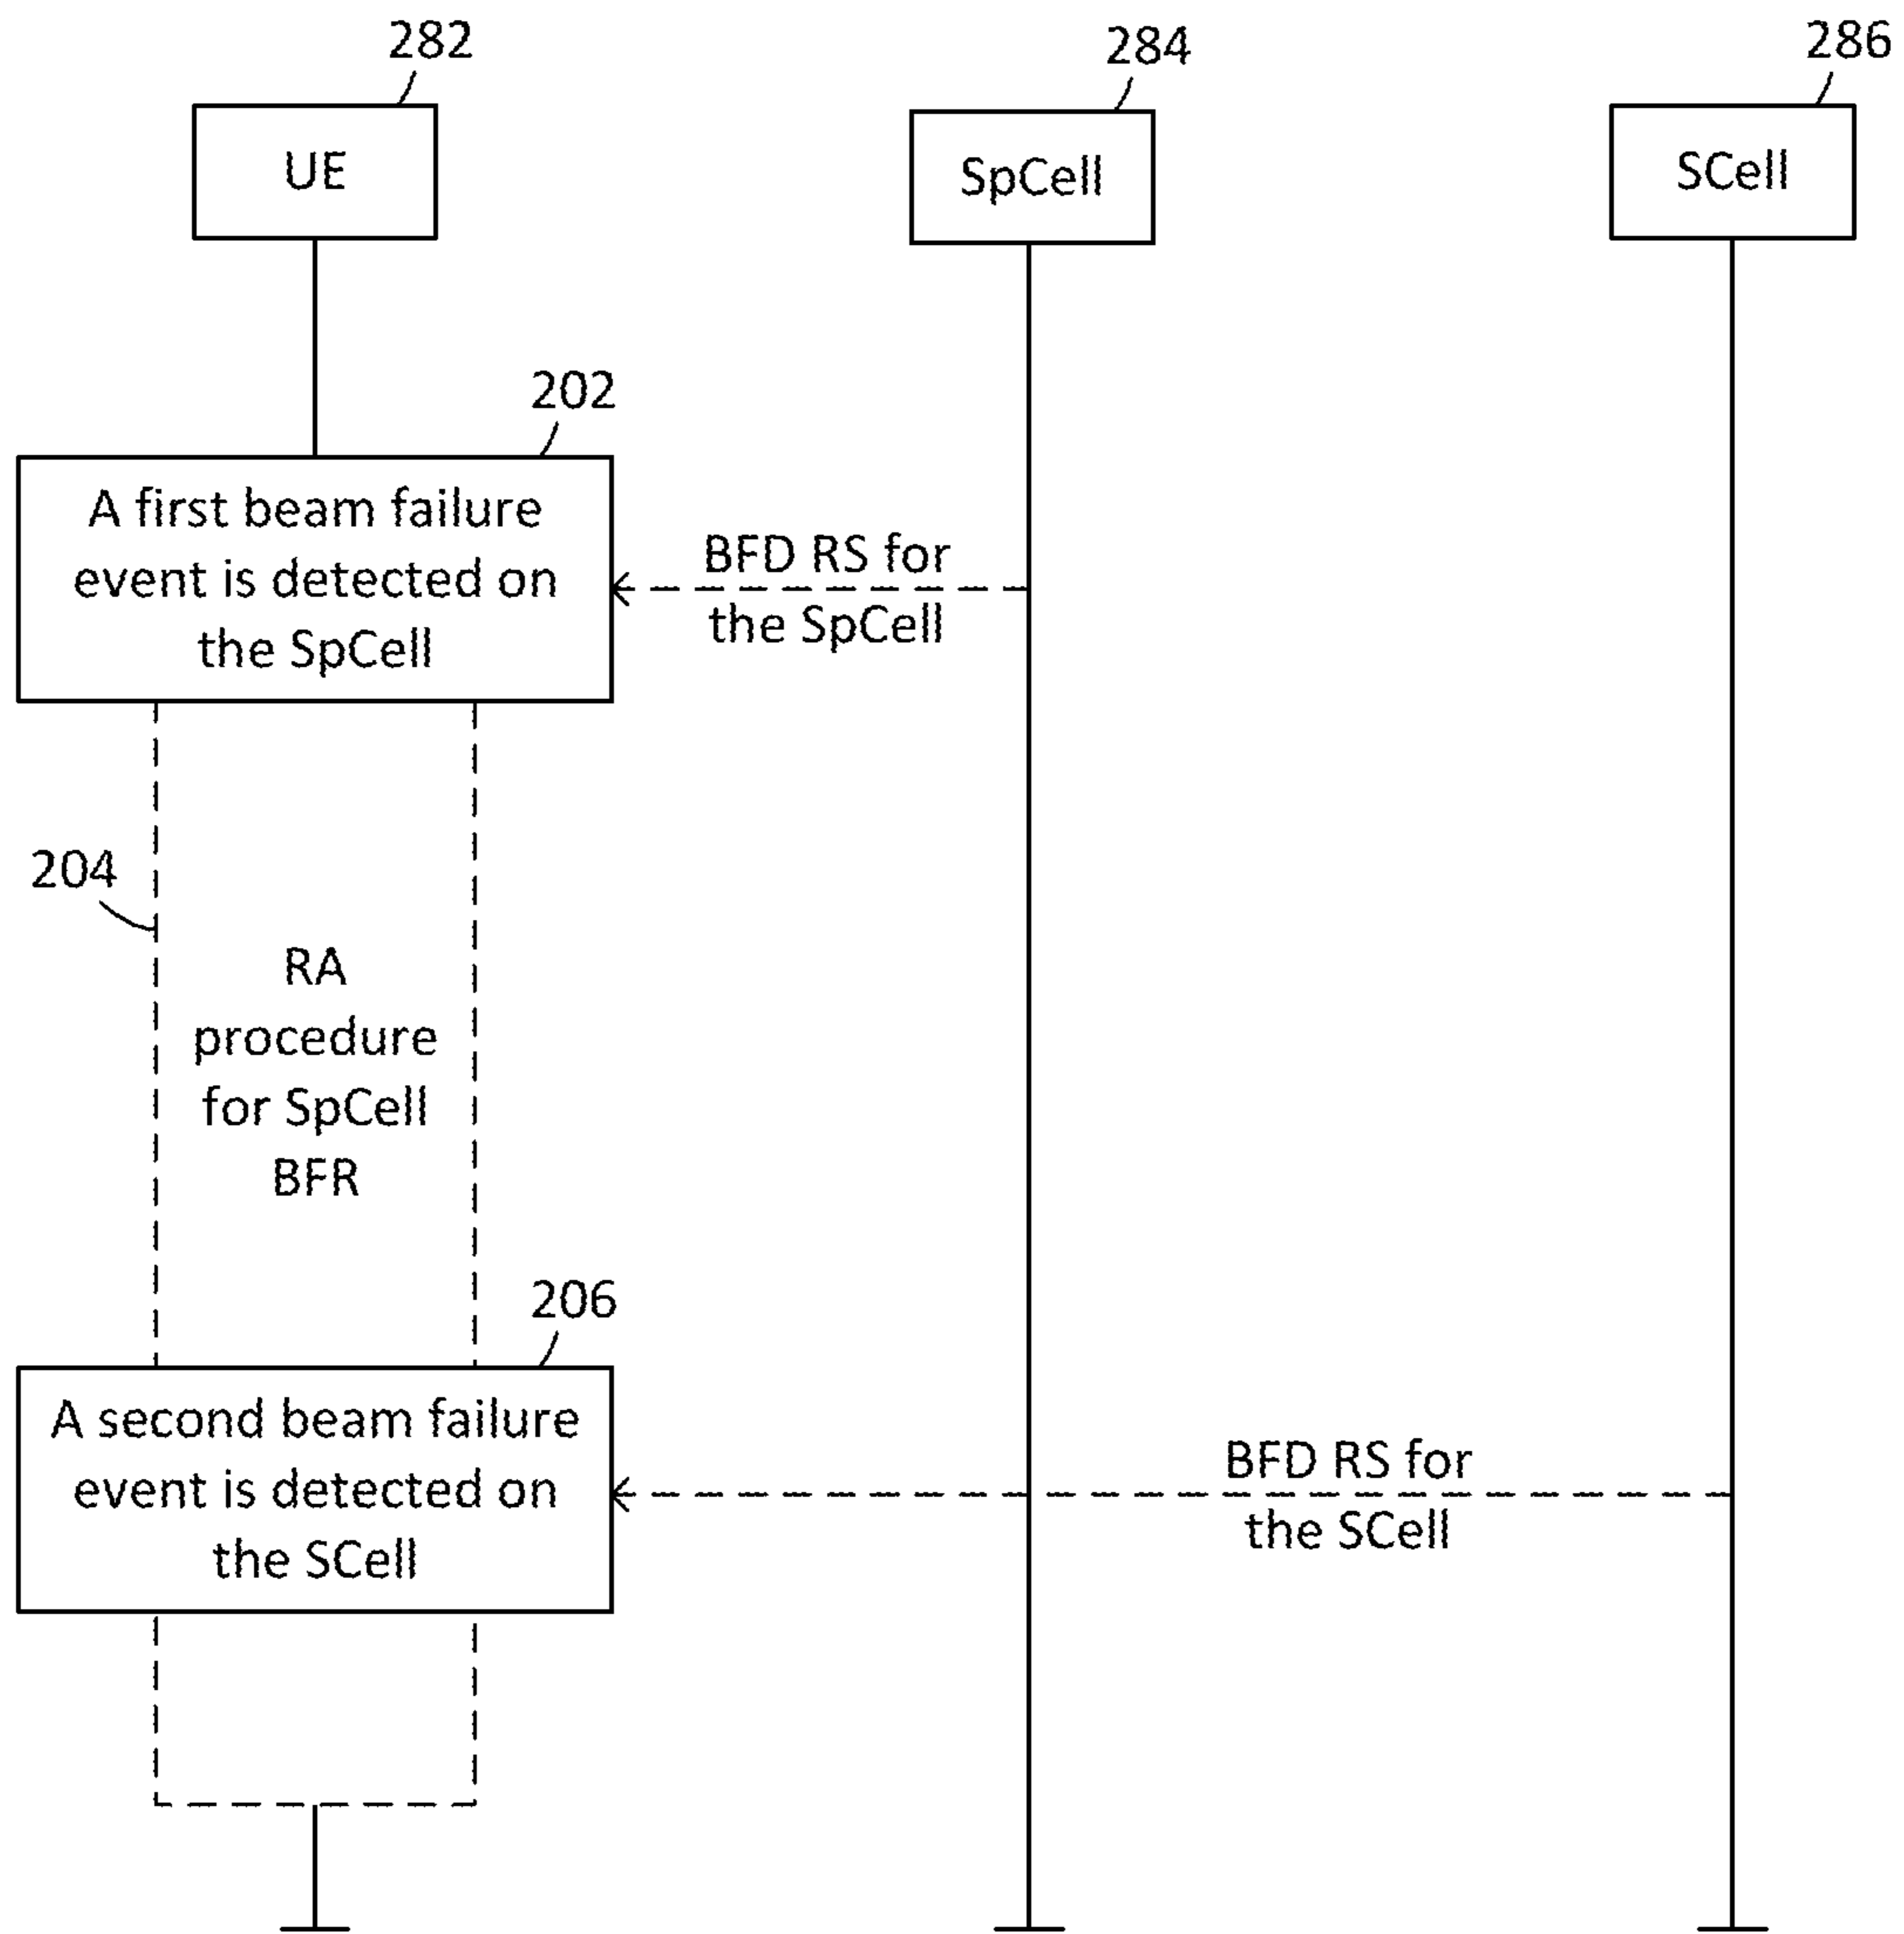 282
284
286
UE
SpCell
SCell
202
A first beam failure
event is detected on
the SpCell
BFD RS for
the SpCell
204
RA
procedure
for SpCell
BFR
206
A second beam failure
event is detected on
the SCell
BFD RS for
the SCell